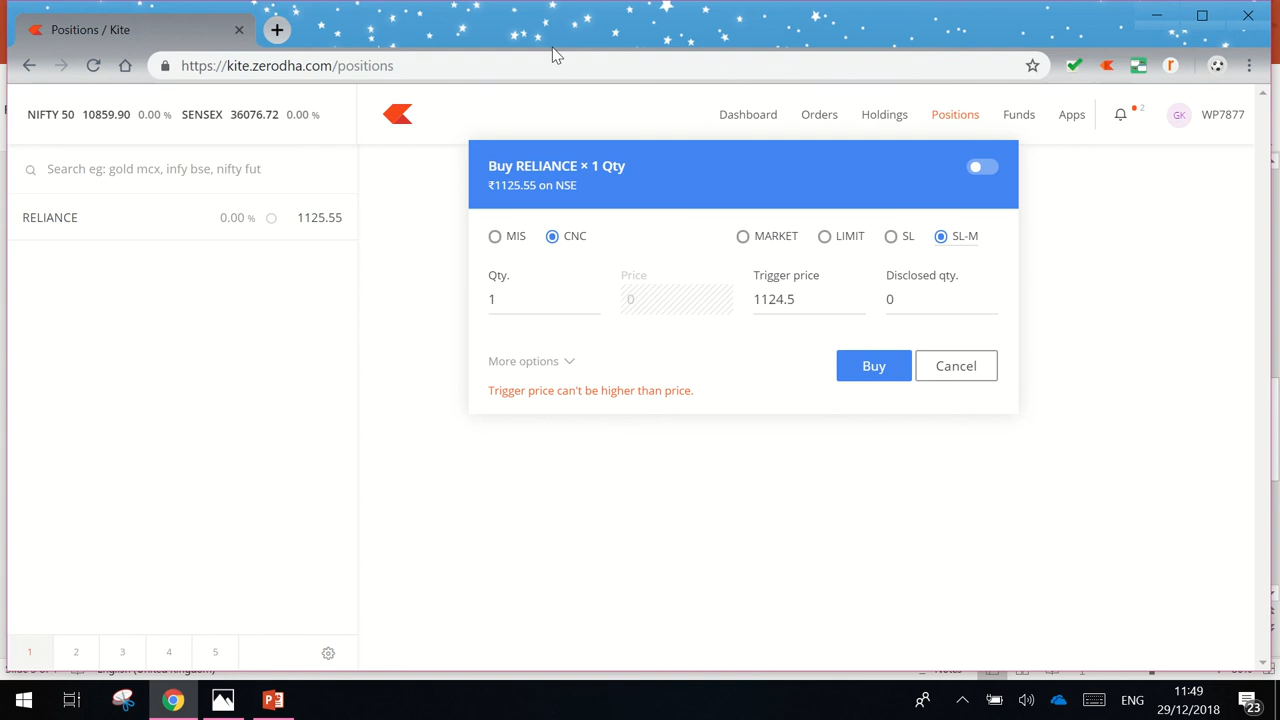 Positions / Kite
https://kite.zerodha.com/positions
NIFTY 50 10859.90 0.00 % SENSEX 36076.72 0.00 %
Dashboard Orders Holdings Positions Funds Apps 2 GK WP7877
Search eg: gold mcx, infy bse, nifty fut
RELIANCE 0.00 % 1125.55
Buy RELIANCE × 1 Qty
₹1125.55 on NSE
MIS CNC MARKET LIMIT SL SL-M
Qty. Price Trigger price Disclosed qty.
1 0 1124.5 0
More options Buy Cancel
Trigger price can't be higher than price.
1 2 3 4 5
ENG
11:49
29/12/2018
23